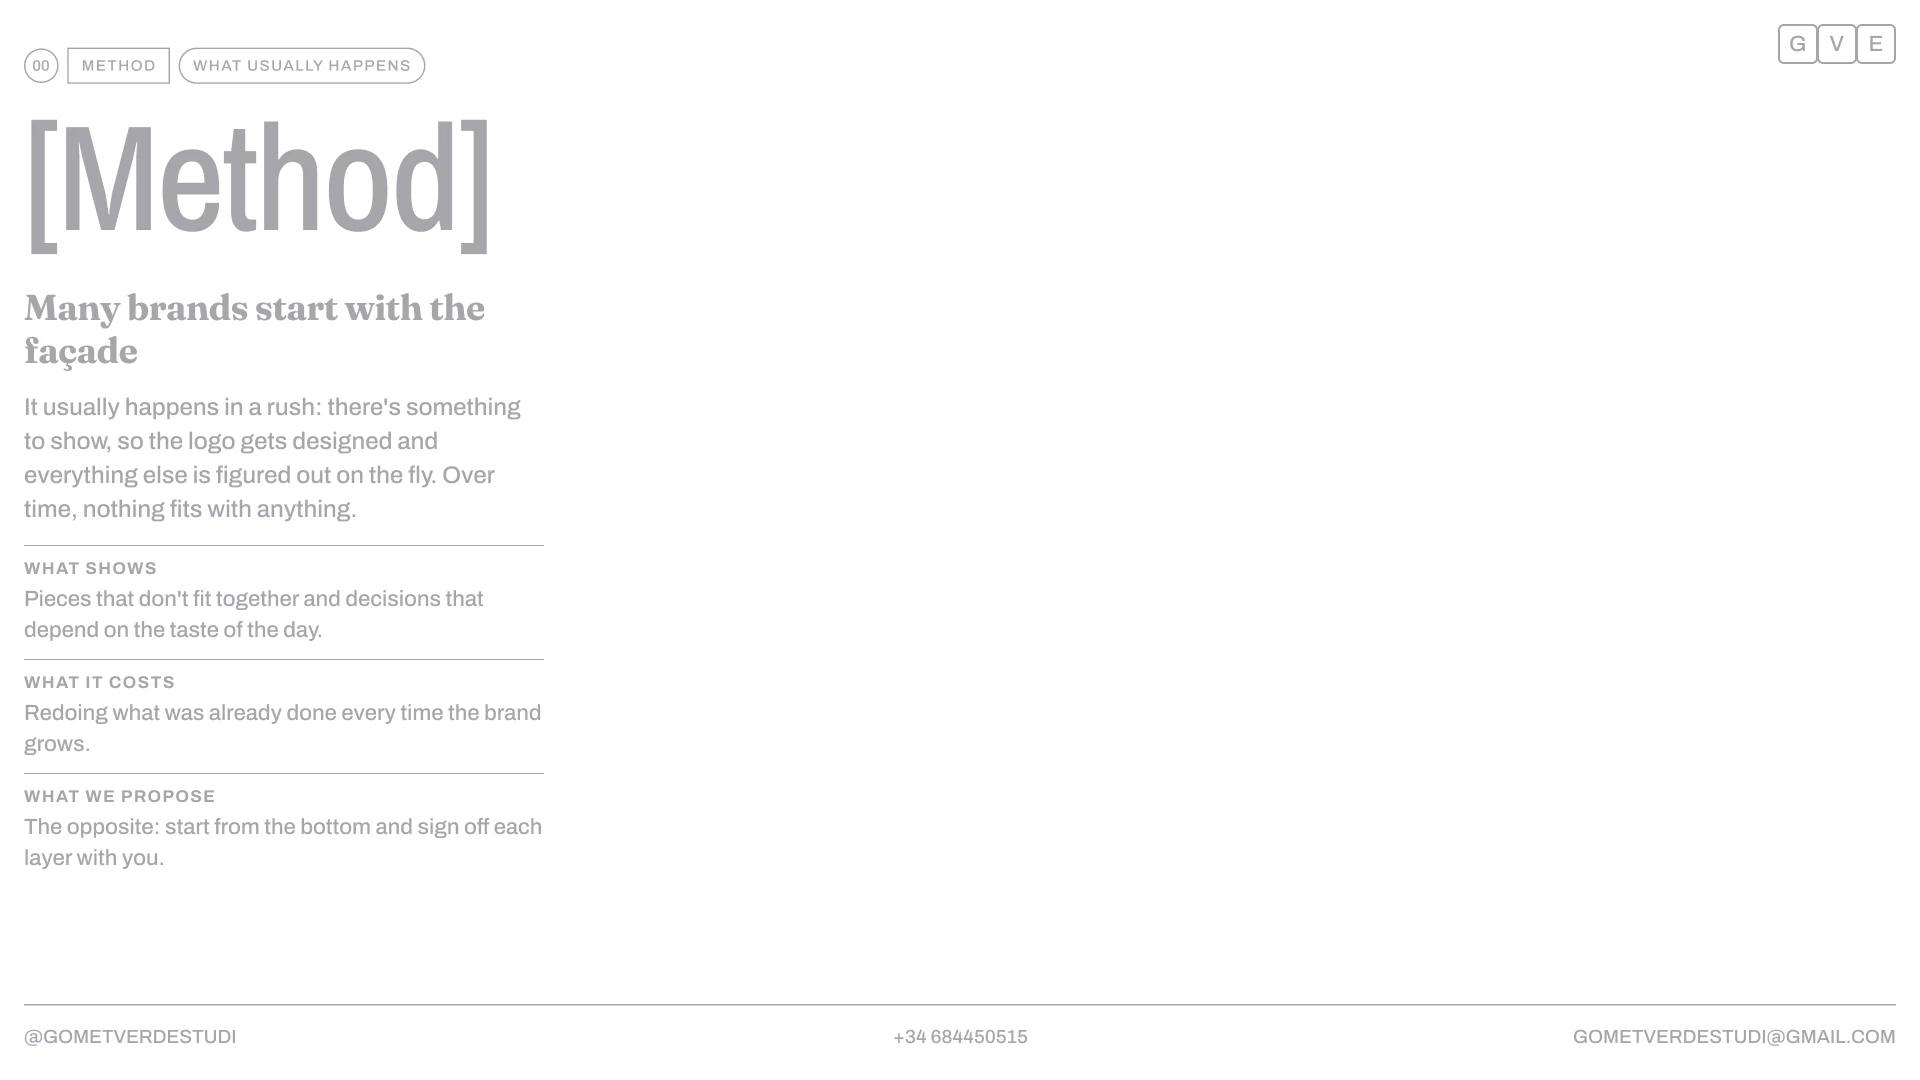 00 METHOD WHAT USUALLY HAPPENS
G V E
[Method]
Many brands start with the
façade
It usually happens in a rush: there's something
to show, so the logo gets designed and
everything else is figured out on the fly. Over
time, nothing fits with anything.
WHAT SHOWS
Pieces that don't fit together and decisions that
depend on the taste of the day.
WHAT IT COSTS
Redoing what was already done every time the brand
grows.
WHAT WE PROPOSE
The opposite: start from the bottom and sign off each
layer with you.
@GOMETVERDESTUDI
+34 684450515
GOMETVERDESTUDI@GMAIL.COM